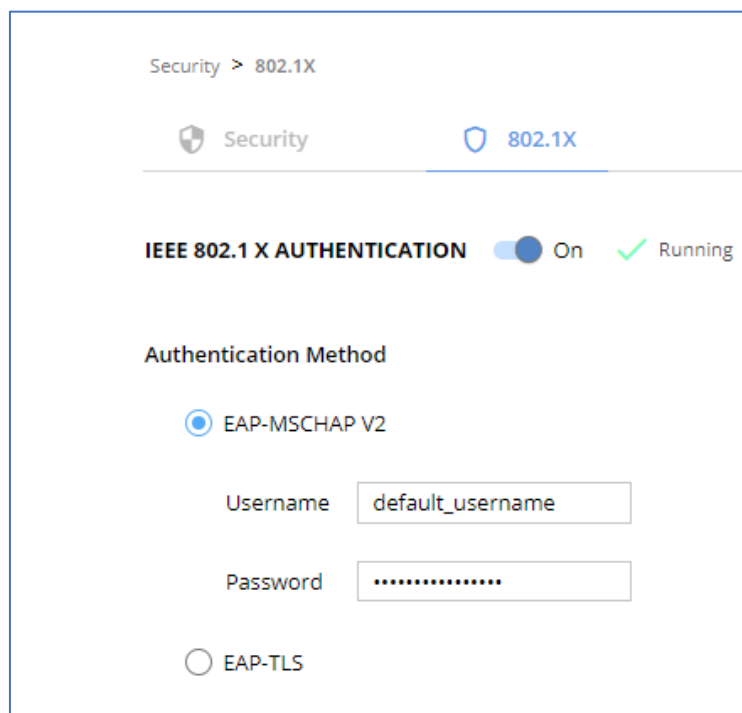 Security > 802.1X
Security 802.1X
IEEE 802.1 X AUTHENTICATION On Running
Authentication Method
EAP-MSCHAP V2
Username default_username
Password ••••••••••••••••
EAP-TLS